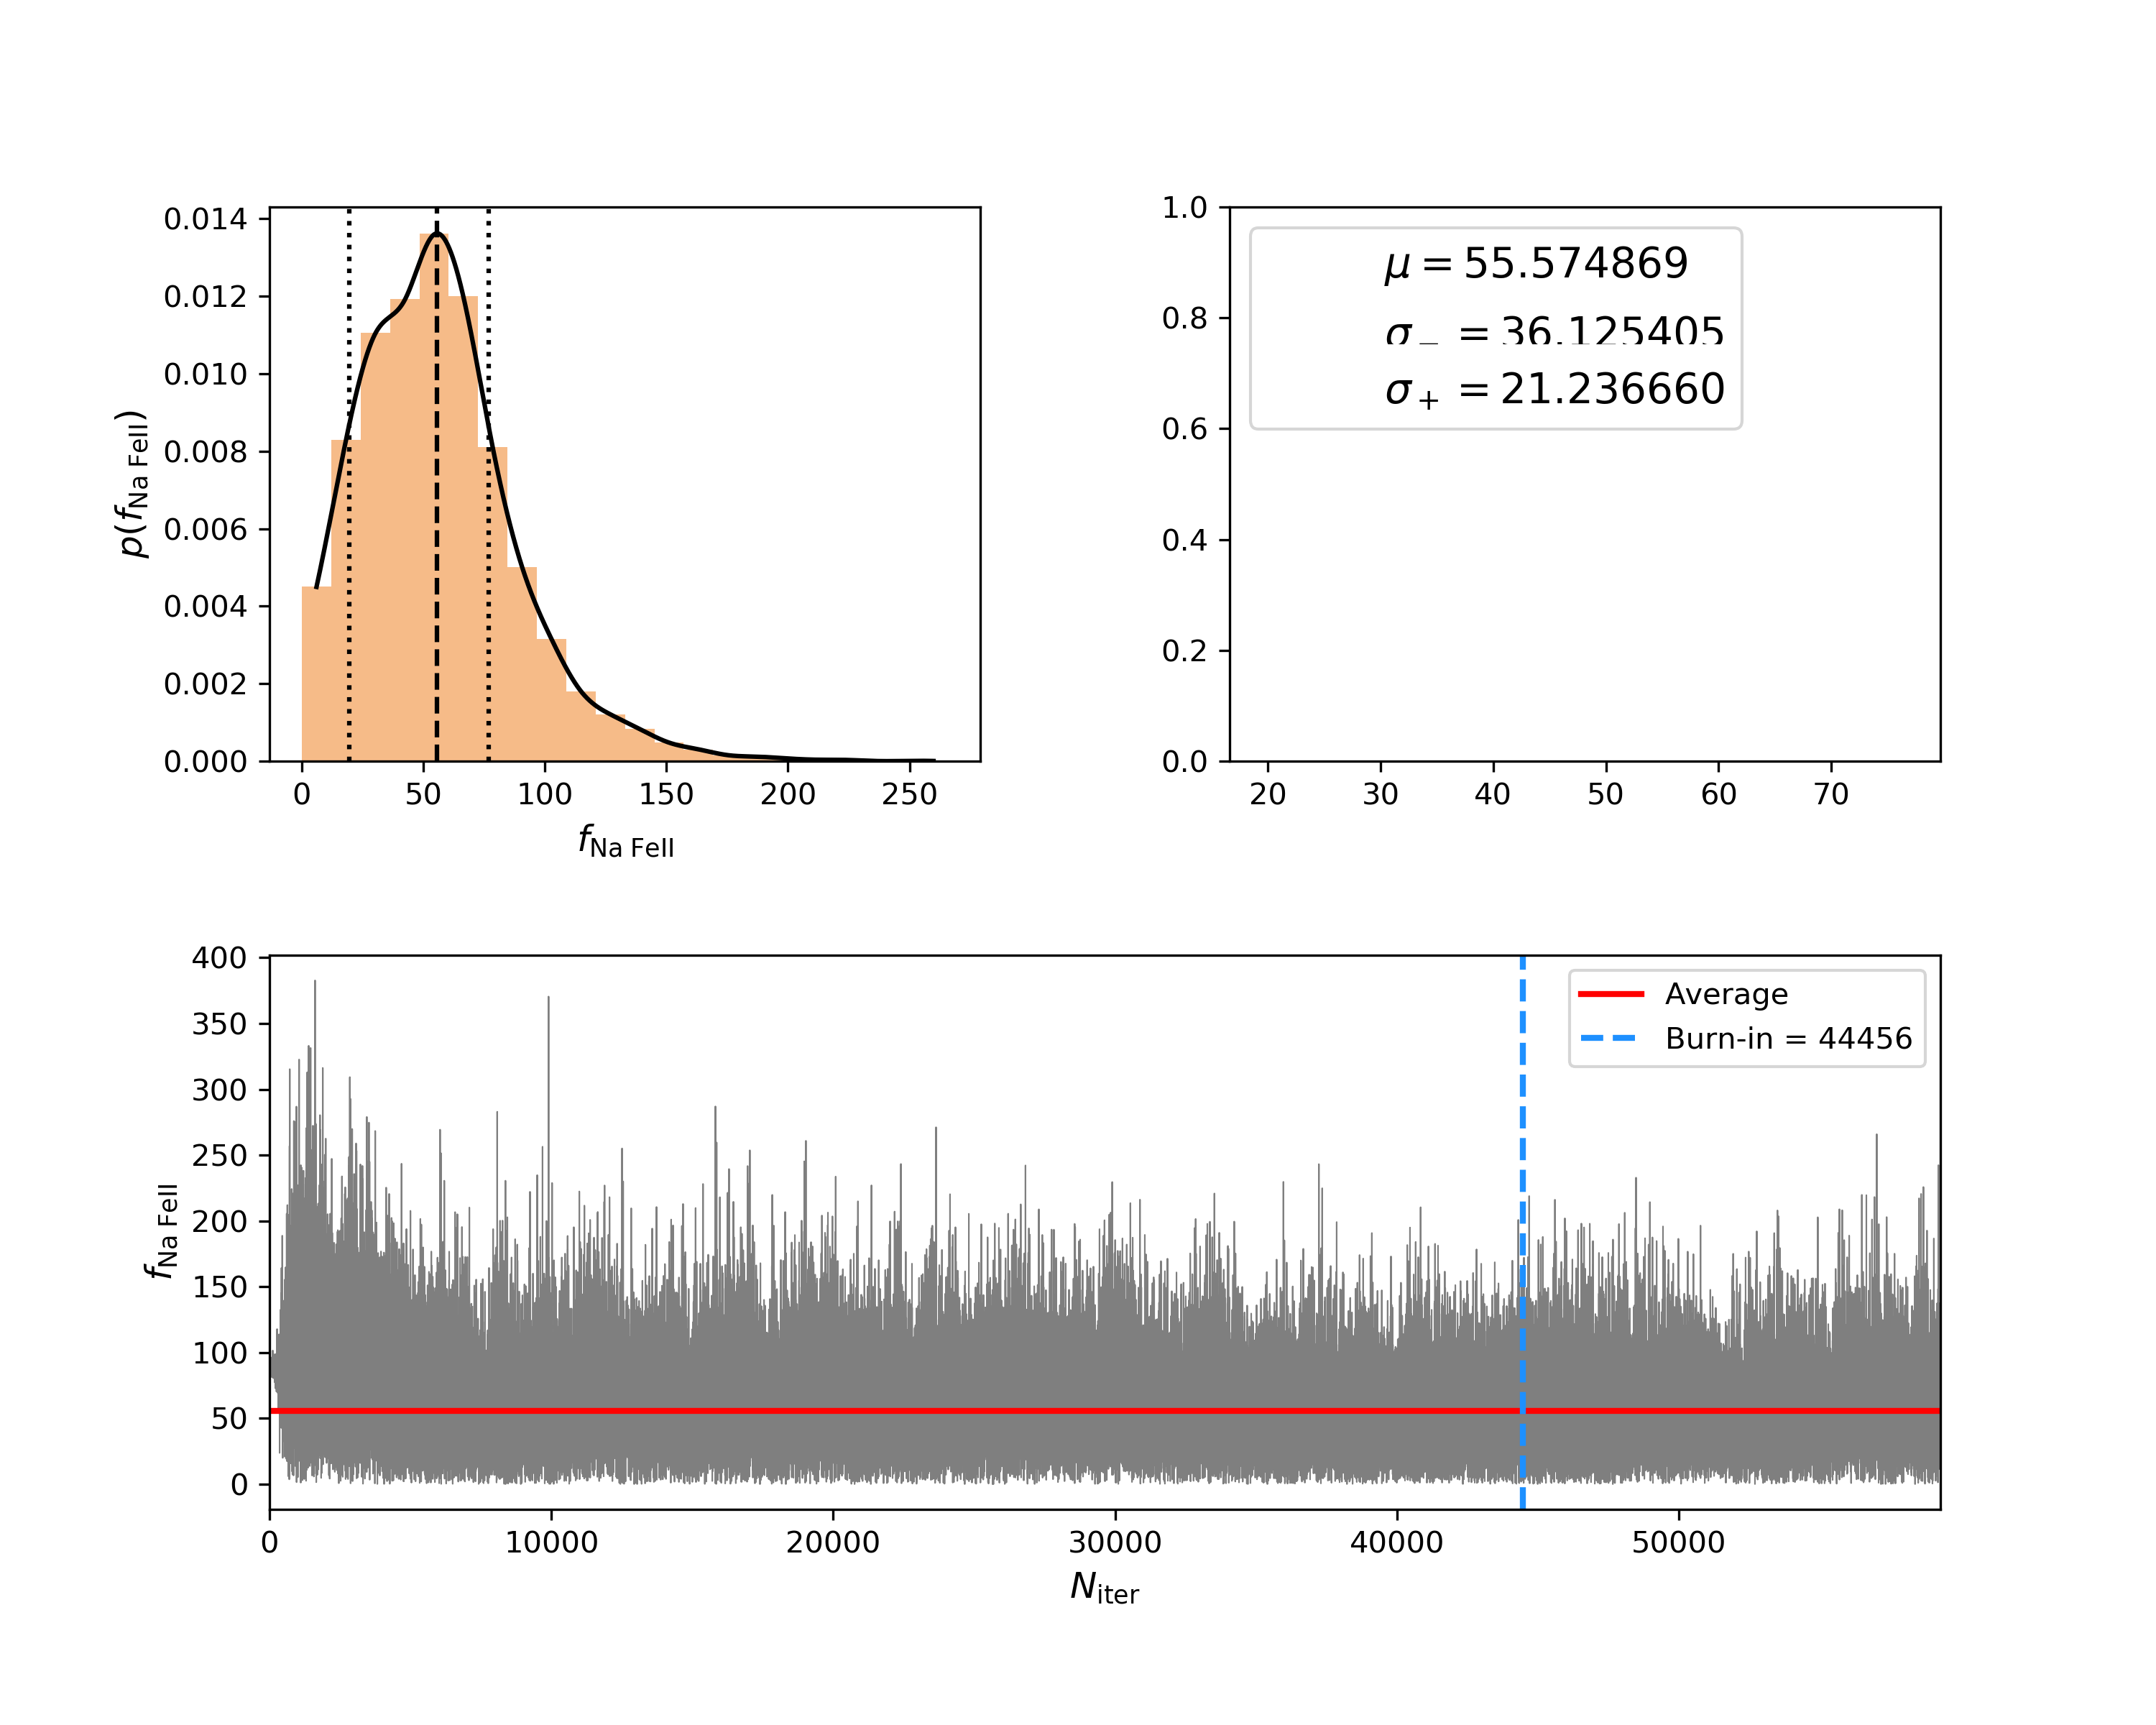 0.014
0.012
0.010
0.008
0.006
0.004
0.002
0.000
p(f_Na FeII)
0 50 100 150 200 250
f_Na FeII
1.0
0.8
0.6
0.4
0.2
0.0
μ = 55.574869
σ_− = 36.125405
σ_+ = 21.236660
20 30 40 50 60 70
400
350
300
250
200
150
100
50
0
f_Na FeII
Average
Burn-in = 44456
0 10000 20000 30000 40000 50000
N_iter